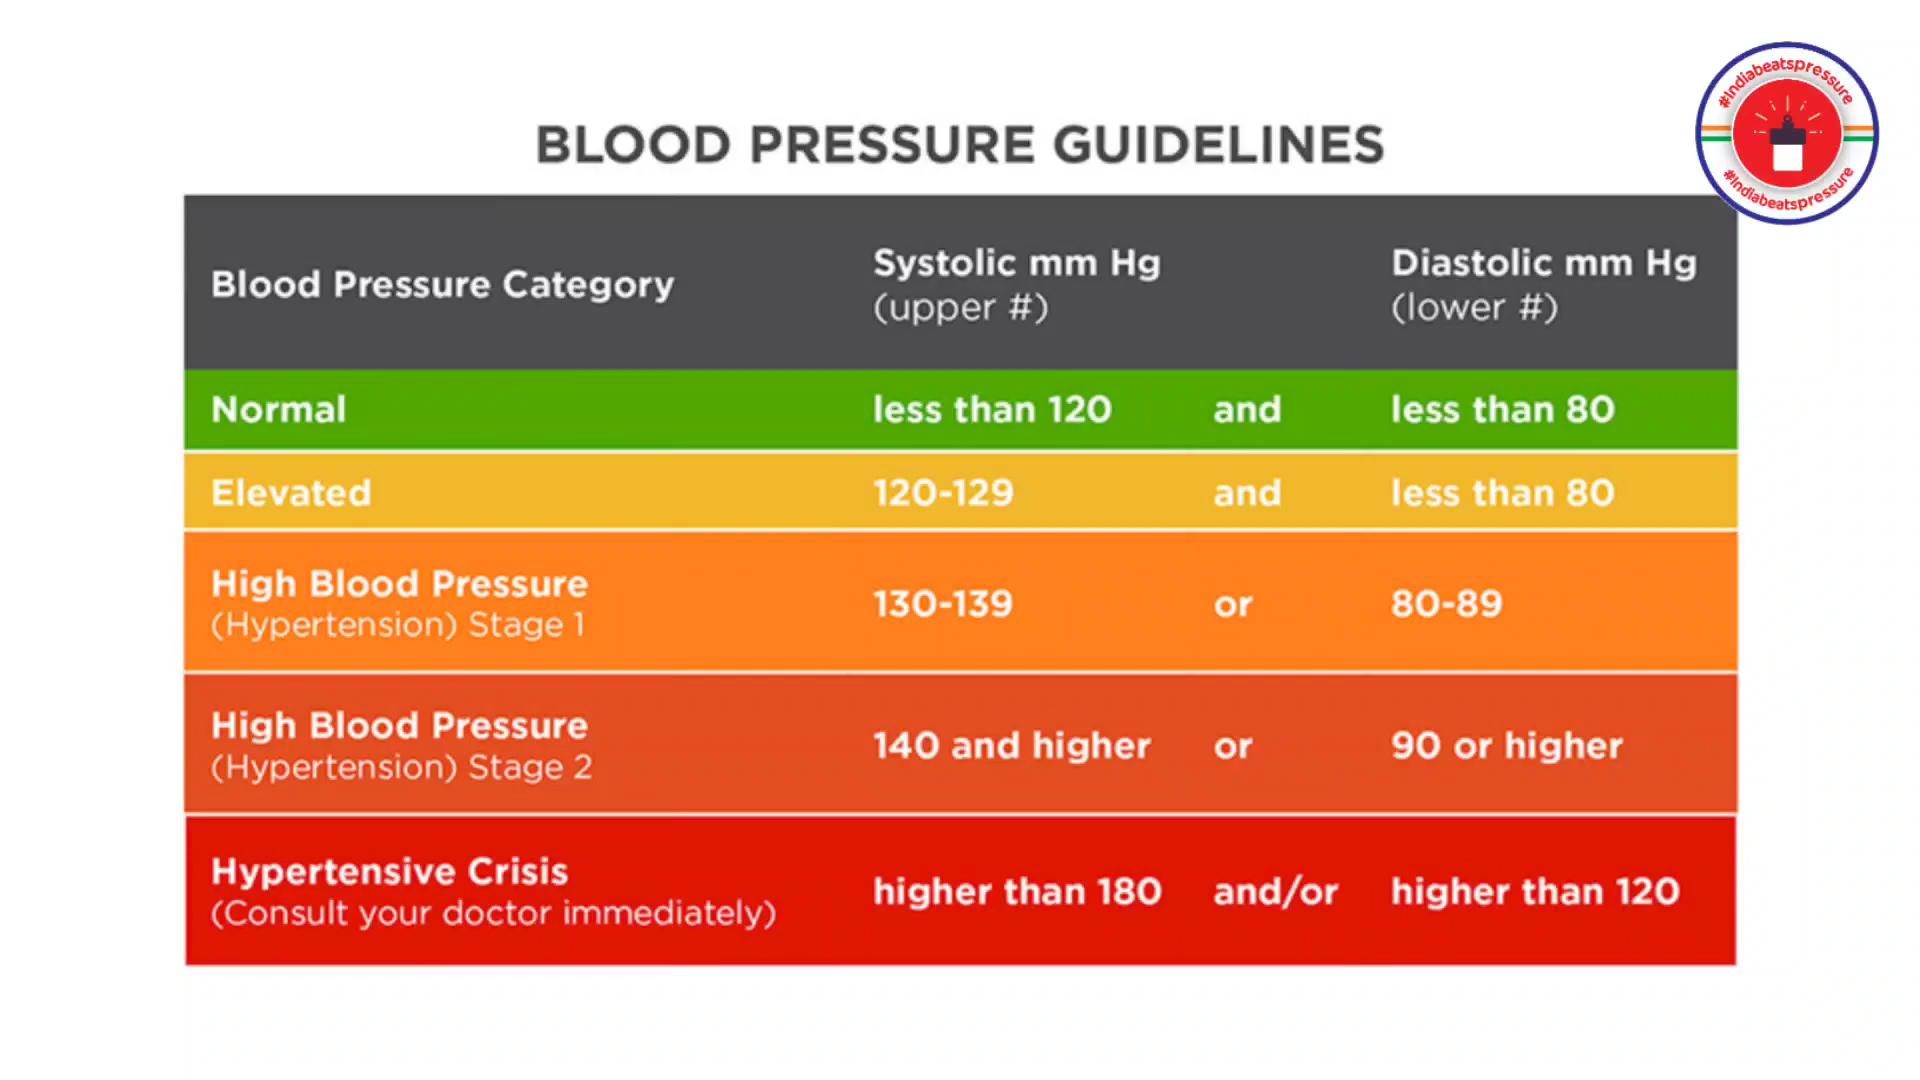 #Indiabeatspressure
#Indiabeatspressure
BLOOD PRESSURE GUIDELINES
Blood Pressure Category
Systolic mm Hg
(upper #)
Diastolic mm Hg
(lower #)
Normal less than 120 and less than 80
Elevated 120-129 and less than 80
High Blood Pressure
(Hypertension) Stage 1
130-139 or 80-89
High Blood Pressure
(Hypertension) Stage 2
140 and higher or 90 or higher
Hypertensive Crisis
(Consult your doctor immediately)
higher than 180 and/or higher than 120